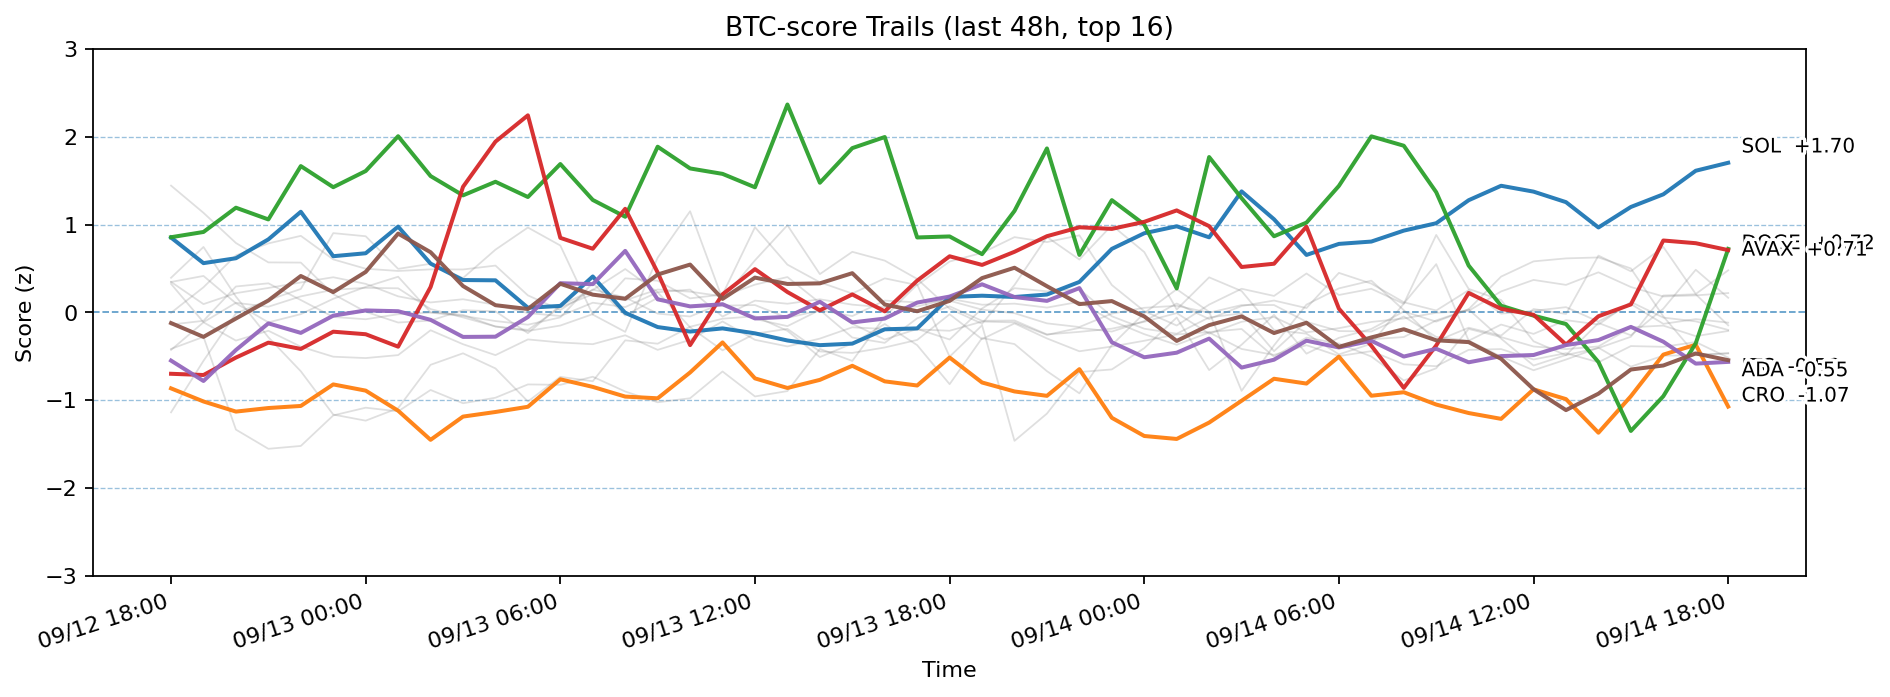 BTC-score Trails (last 48h, top 16)
Score (z)
3
2
1
0
−1
−2
−3
SOL +1.70
AVAX +0.71
ADA -0.55
CRO -1.07
09/12 18:00
09/13 00:00
09/13 06:00
09/13 12:00
09/13 18:00
09/14 00:00
09/14 06:00
09/14 12:00
09/14 18:00
Time